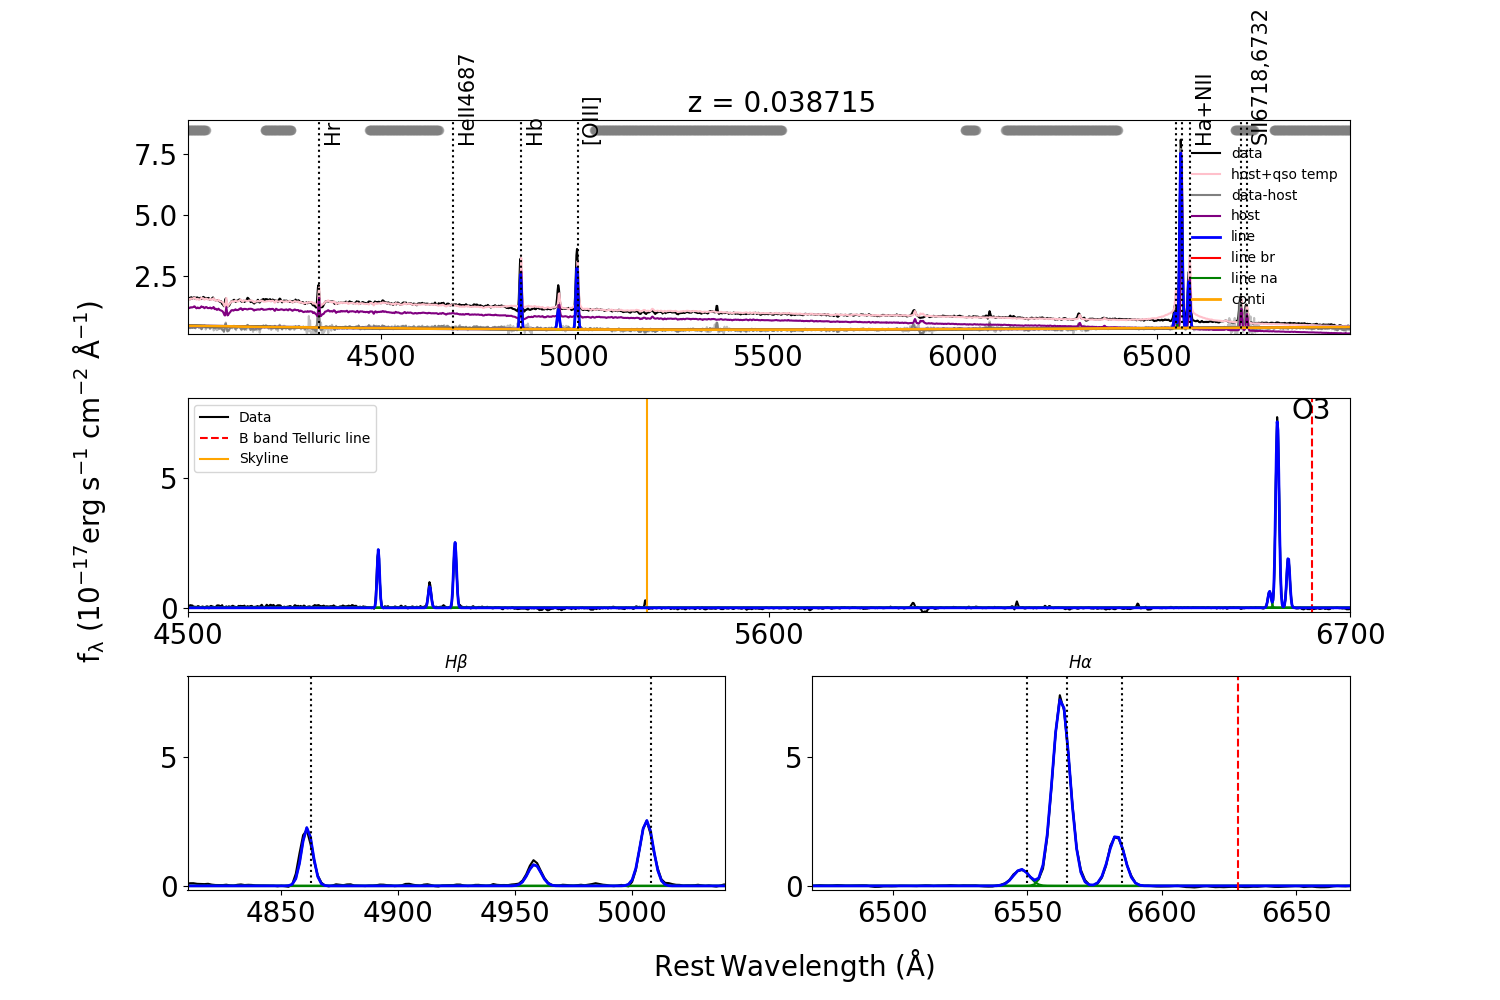 z = 0.038715
Hr
HeII4687
Hb
[OIII]
Ha+NII
SII6718,6732
7.5
5.0
2.5
data
host+qso temp
data-host
host
line
line br
line na
conti
4500
5000
5500
6000
6500
f_λ (10⁻¹⁷erg s⁻¹ cm⁻² Å⁻¹)
Data
B band Telluric line
Skyline
O3
5
0
4500
5600
6700
Hβ
5
0
4850
4900
4950
5000
Hα
5
0
6500
6550
6600
6650
Rest Wavelength (Å)